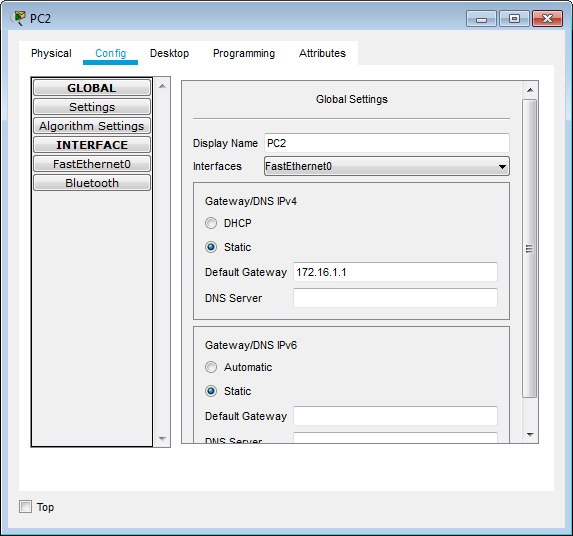 PC2
Physical Config Desktop Programming Attributes
GLOBAL
Settings
Algorithm Settings
INTERFACE
FastEthernet0
Bluetooth
Global Settings
Display Name PC2
Interfaces FastEthernet0
Gateway/DNS IPv4
DHCP
Static
Default Gateway 172.16.1.1
DNS Server
Gateway/DNS IPv6
Automatic
Static
Default Gateway
DNS Server
Top